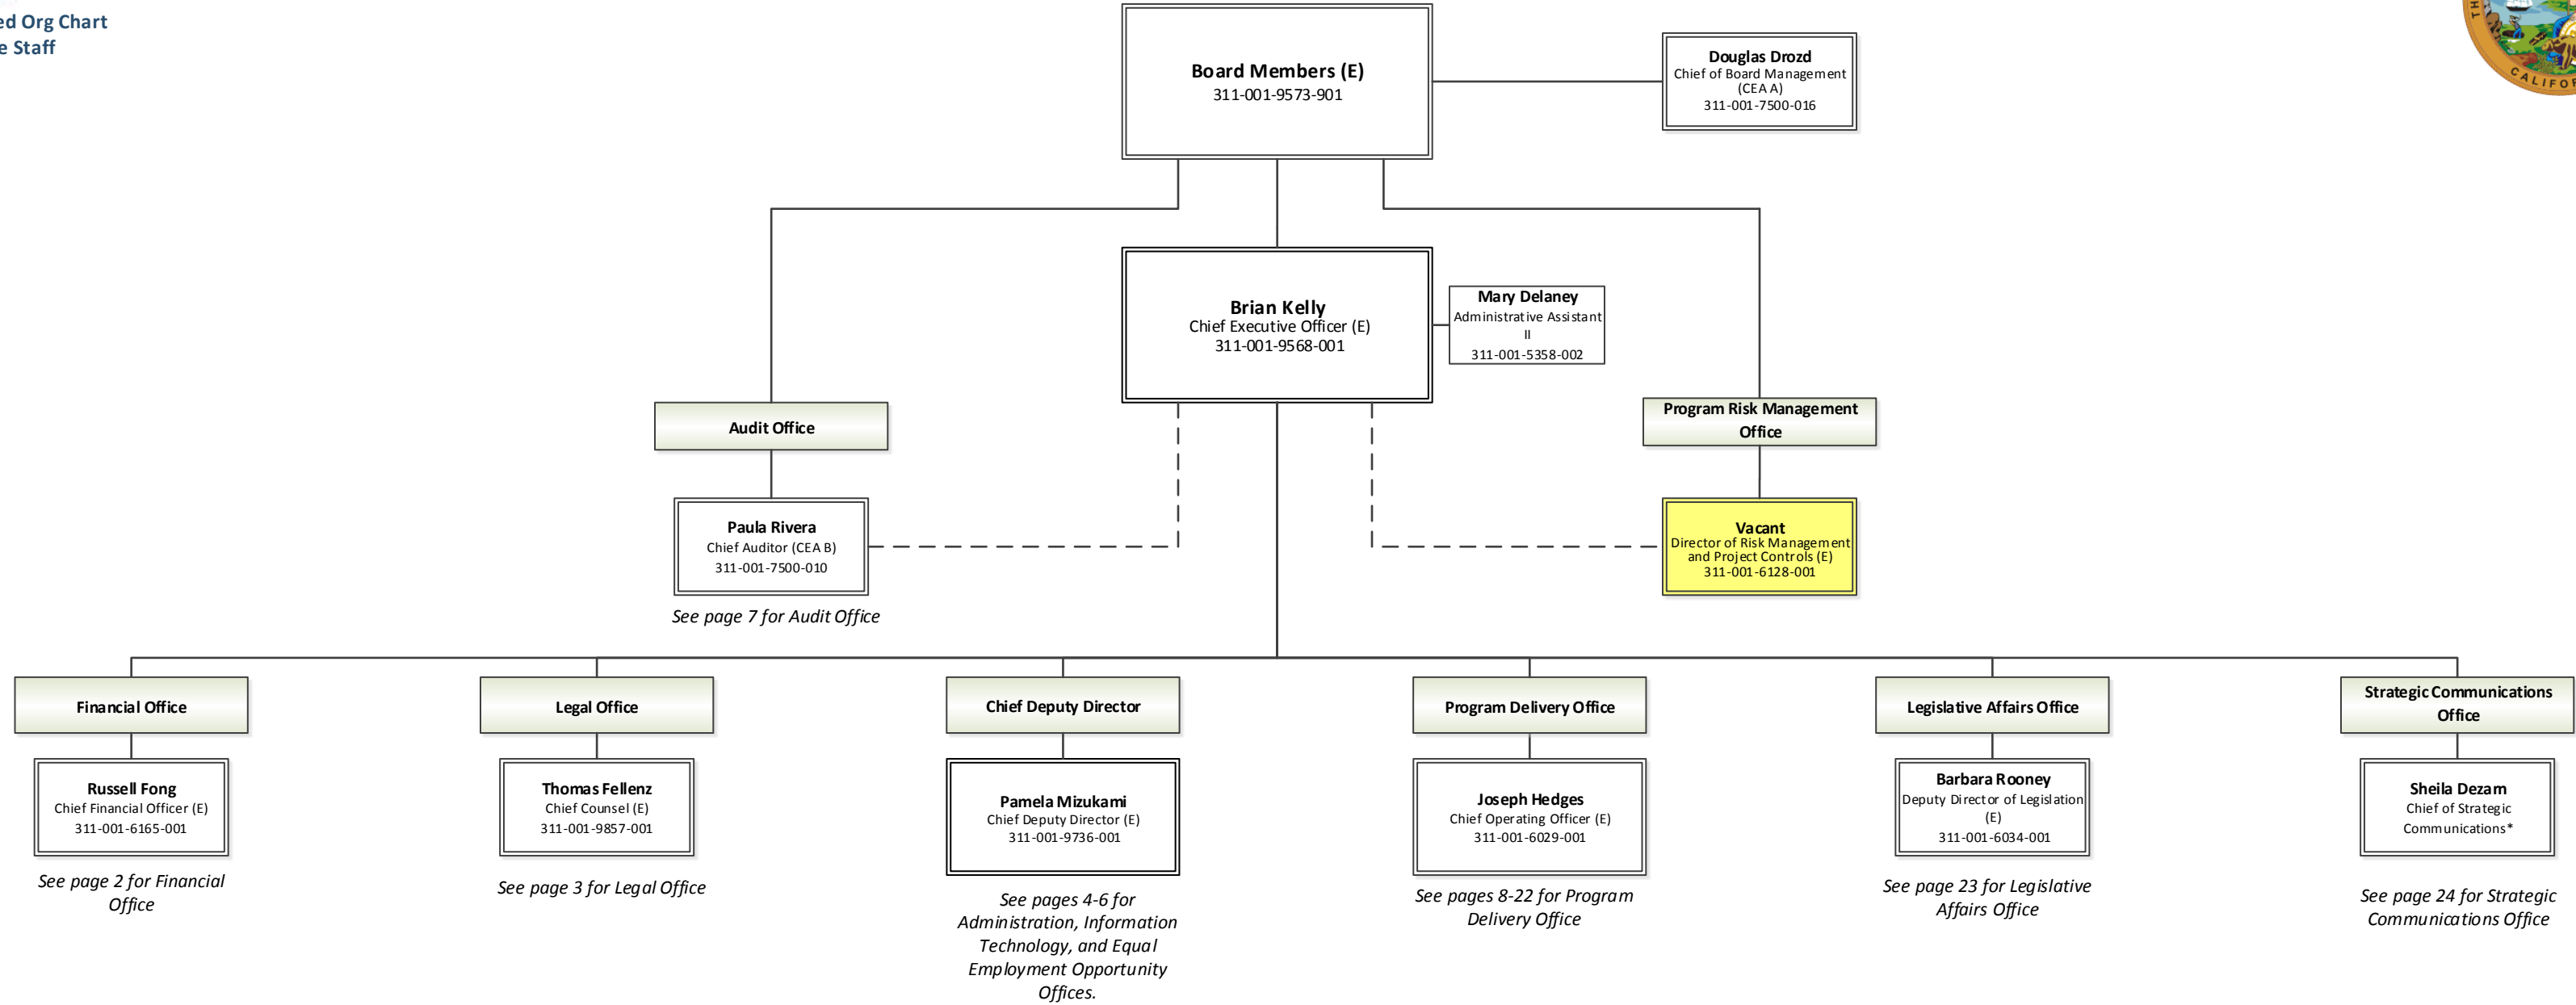 ed Org Chart
e Staff
Board Members (E)
311-001-9573-901
Douglas Drozd
Chief of Board Management
(CEA A)
311-001-7500-016
CALIFOR
Brian Kelly
Chief Executive Officer (E)
311-001-9568-001
Mary Delaney
Administrative Assistant
II
311-001-5358-002
Audit Office
Program Risk Management
Office
Paula Rivera
Chief Auditor (CEA B)
311-001-7500-010
Vacant
Director of Risk Management
and Project Controls (E)
311-001-6128-001
See page 7 for Audit Office
Financial Office
Legal Office
Chief Deputy Director
Program Delivery Office
Legislative Affairs Office
Strategic Communications
Office
Russell Fong
Chief Financial Officer (E)
311-001-6165-001
Thomas Fellenz
Chief Counsel (E)
311-001-9857-001
Pamela Mizukami
Chief Deputy Director (E)
311-001-9736-001
Joseph Hedges
Chief Operating Officer (E)
311-001-6029-001
Barbara Rooney
Deputy Director of Legislation
(E)
311-001-6034-001
Sheila Dezarn
Chief of Strategic
Communications*
See page 2 for Financial
Office
See page 3 for Legal Office
See pages 4-6 for
Administration, Information
Technology, and Equal
Employment Opportunity
Offices.
See pages 8-22 for Program
Delivery Office
See page 23 for Legislative
Affairs Office
See page 24 for Strategic
Communications Office